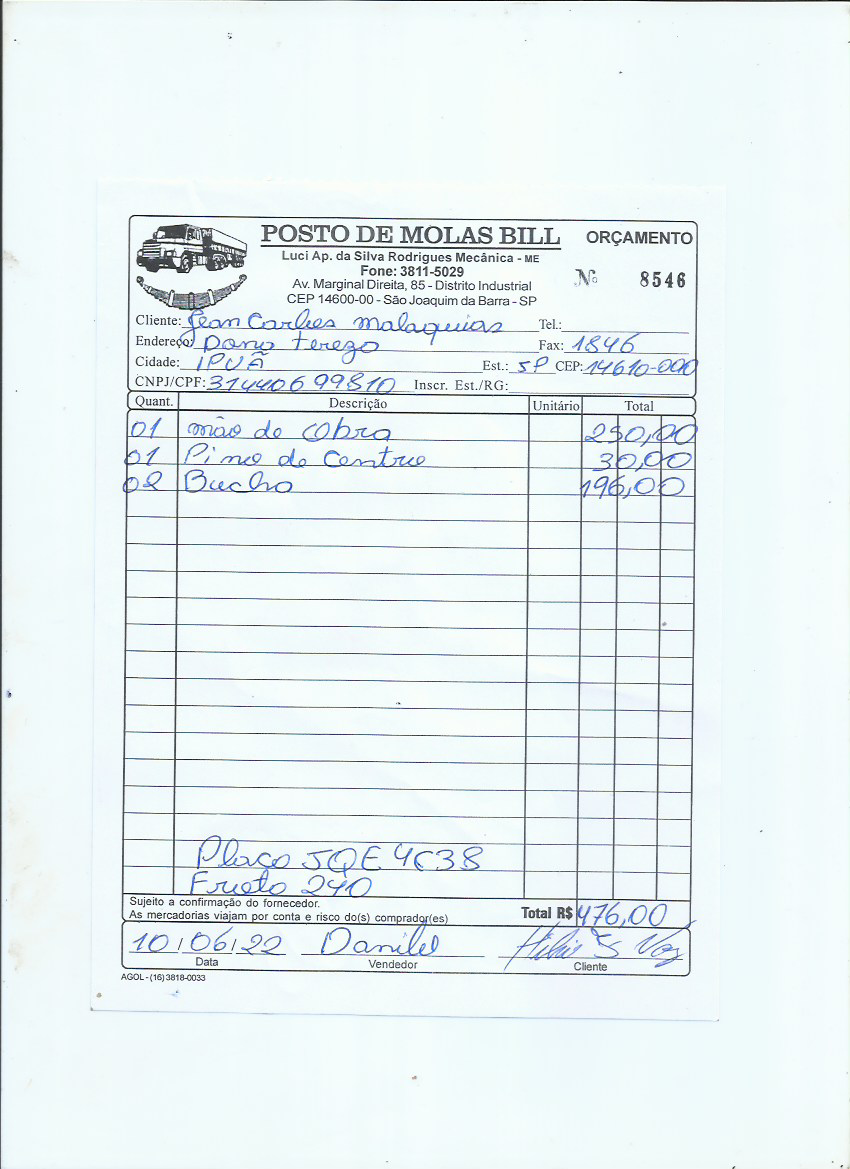 POSTO DE MOLAS BILL ORÇAMENTO
Luci Ap. da Silva Rodrigues Mecânica - ME
Fone: 3811-5029
Nº 8546
Av. Marginal Direita, 85 - Distrito Industrial
CEP 14600-00 - São Joaquim da Barra - SP
Cliente: Jean Carlos Malaquias Tel.:
Endereço: Dona Tereza Fax: 1846
Cidade: IPUÃ Est.: SP CEP: 14610-000
CNPJ/CPF: 31440699810 Inscr. Est./RG:
Quant. Descrição Unitário Total
01 mão de Obra 250,00
01 Pino de Centro 30,00
02 Bucha 196,00
Placa JQE 4C38
Frota 240
Sujeito a confirmação do fornecedor.
As mercadorias viajam por conta e risco do(s) comprador(es) Total R$ 476,00
10/06/22 Danilo
Data Vendedor Cliente
AGOL - (16) 3818-0033